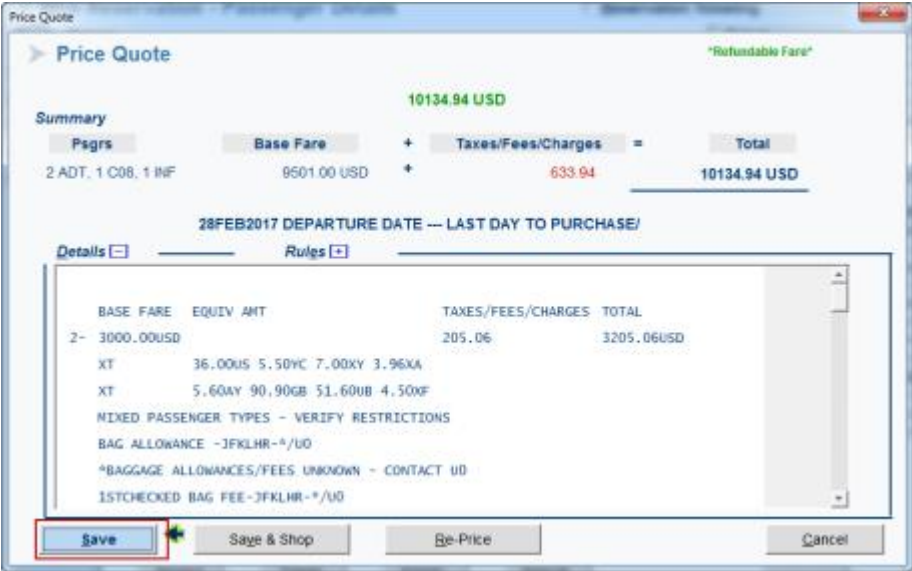 Price Quote
Price Quote
*Refundable Fare*
10134.94 USD
Summary
Psgrs Base Fare + Taxes/Fees/Charges = Total
2 ADT, 1 C08, 1 INF 9501.00 USD + 633.94 10134.94 USD
28FEB2017 DEPARTURE DATE --- LAST DAY TO PURCHASE/
Details [-] Rules [+]
BASE FARE EQUIV AMT TAXES/FEES/CHARGES TOTAL
2- 3000.00USD 205.06 3205.06USD
XT 36.00US 5.50YC 7.00XY 3.96XA
XT 5.60AY 90.90GB 51.60UB 4.50XF
MIXED PASSENGER TYPES - VERIFY RESTRICTIONS
BAG ALLOWANCE -JFKLHR-*/U0
*BAGGAGE ALLOWANCES/FEES UNKNOWN - CONTACT U0
1STCHECKED BAG FEE-JFKLHR-*/U0
Save Save & Shop Re-Price Cancel